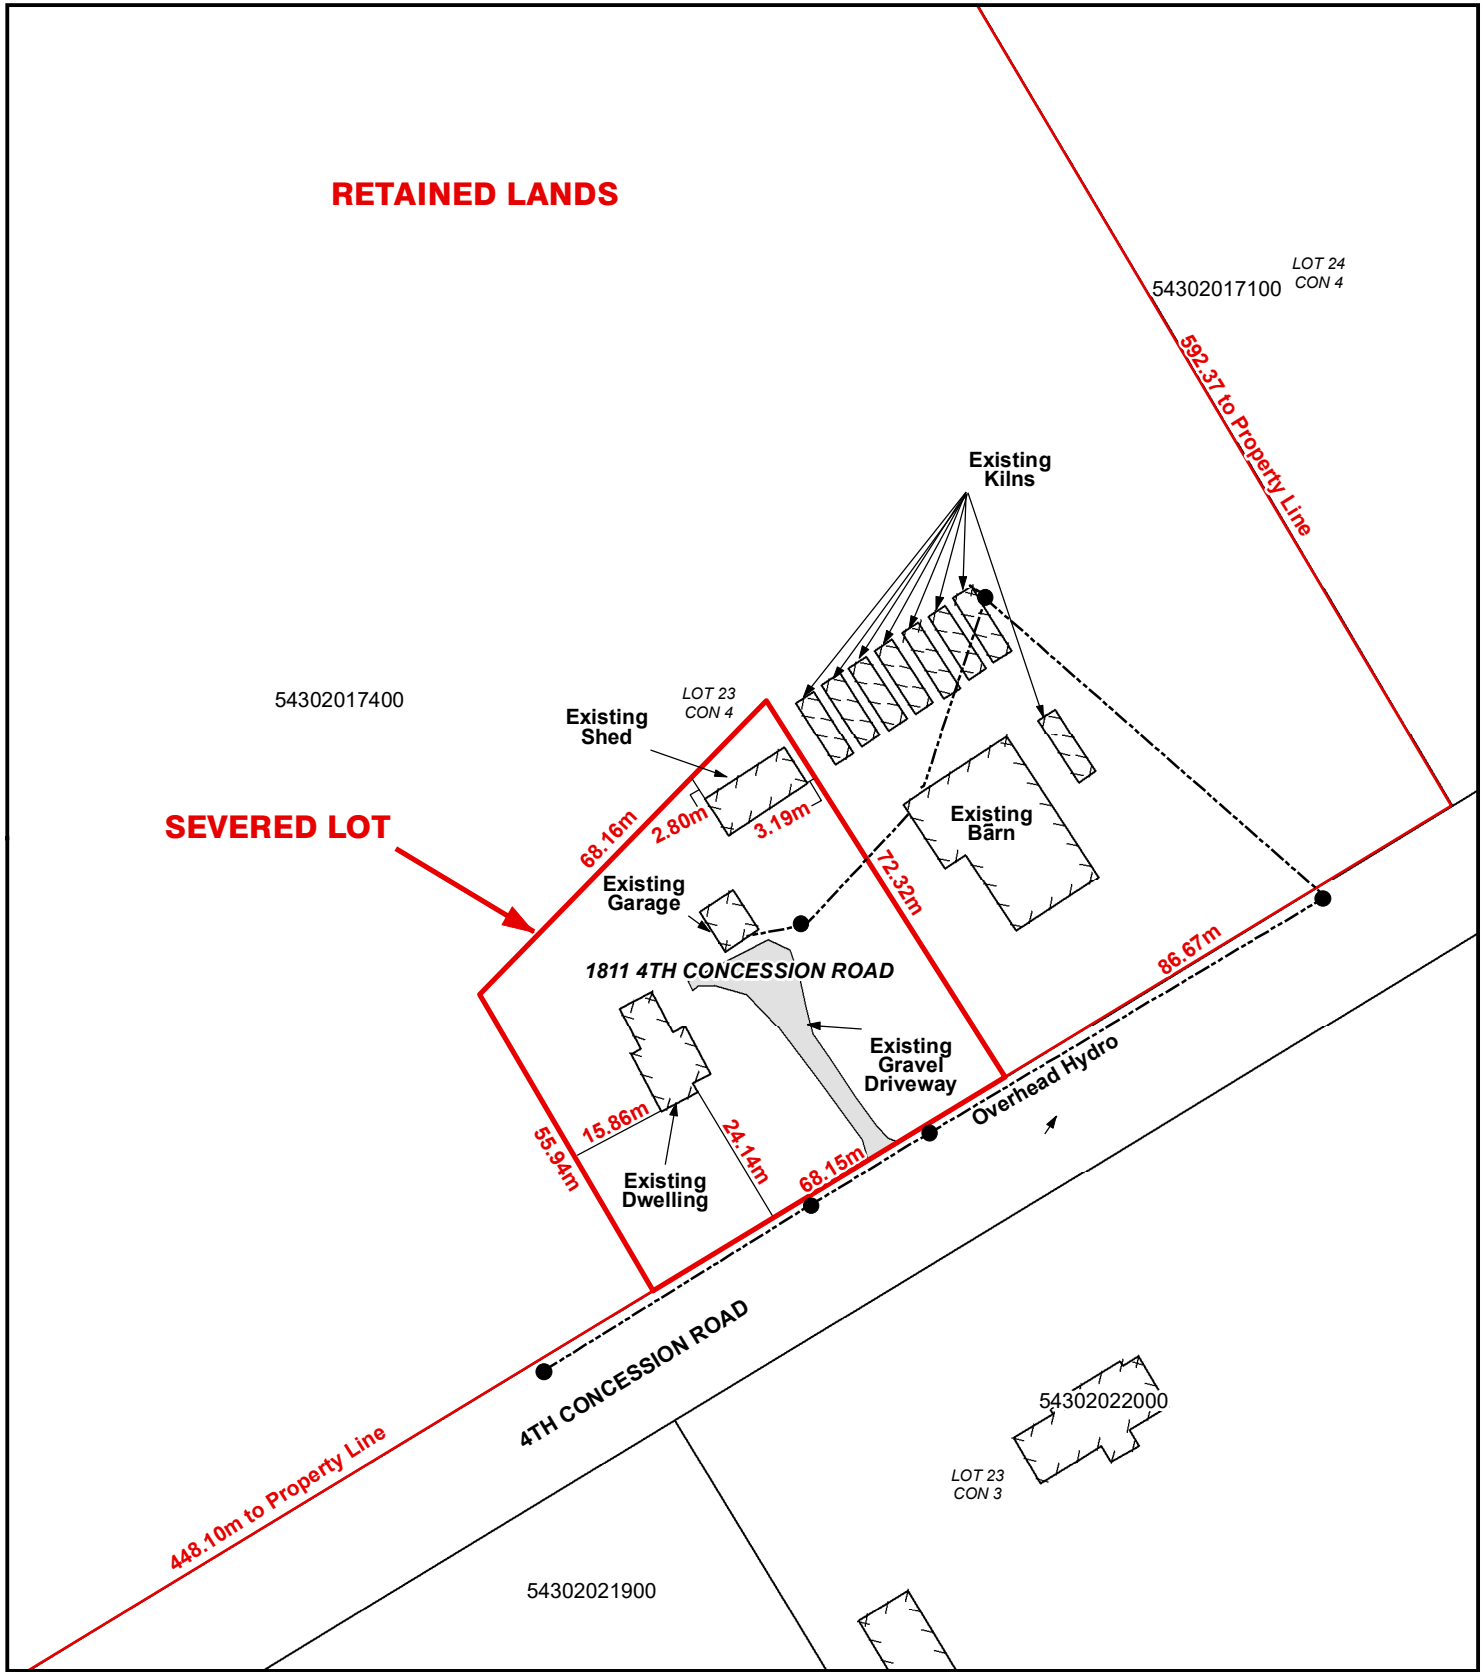 RETAINED LANDS
LOT 24
CON 4
54302017100
592.37 to Property Line
Existing
Kilns
54302017400
LOT 23
CON 4
Existing
Shed
SEVERED LOT
68.16m
2.80m
3.19m
Existing
Barn
72.32m
Existing
Garage
86.67m
1811 4TH CONCESSION ROAD
Existing
Gravel
Driveway
Overhead Hydro
15.86m
55.94m
24.14m
68.15m
Existing
Dwelling
4TH CONCESSION ROAD
54302022000
448.10m to Property Line
LOT 23
CON 3
54302021900